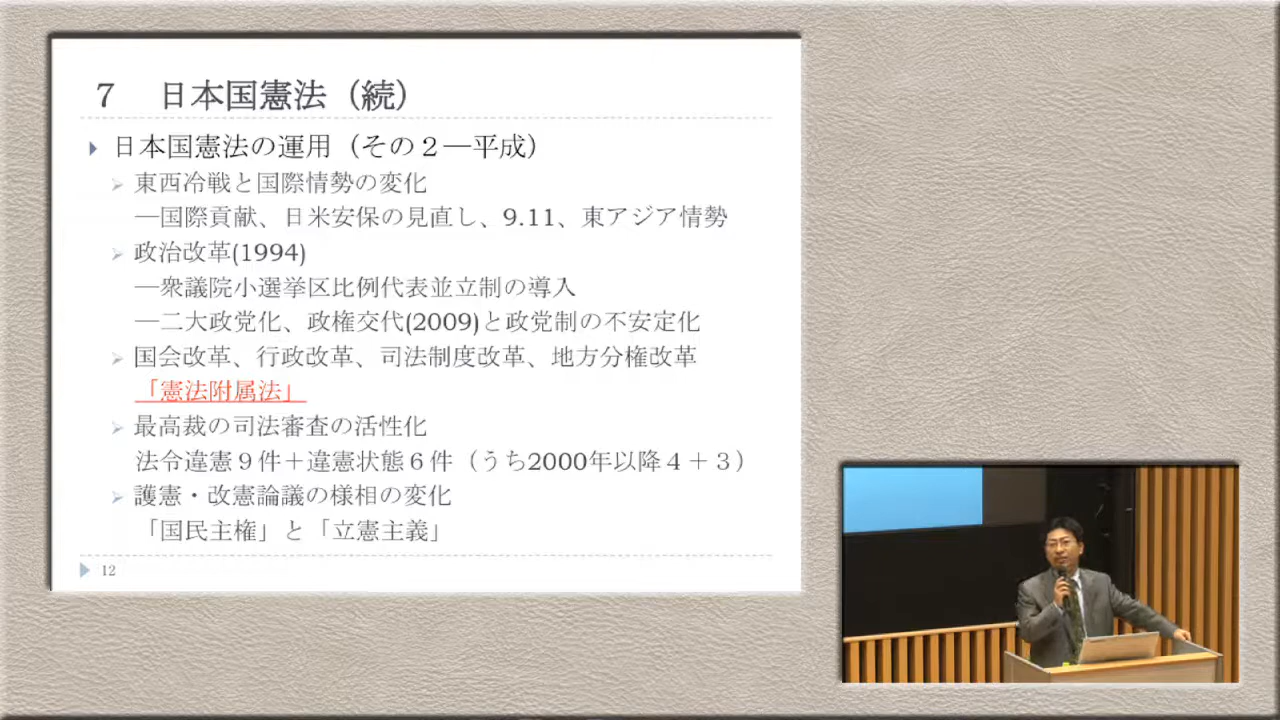 ７　日本国憲法（続）
日本国憲法の運用（その２―平成）
東西冷戦と国際情勢の変化
―国際貢献、日米安保の見直し、9.11、東アジア情勢
政治改革(1994)
―衆議院小選挙区比例代表並立制の導入
―二大政党化、政権交代(2009)と政党制の不安定化
国会改革、行政改革、司法制度改革、地方分権改革
「憲法附属法」
最高裁の司法審査の活性化
法令違憲９件＋違憲状態６件（うち2000年以降４＋３）
護憲・改憲論議の様相の変化
「国民主権」と「立憲主義」
12